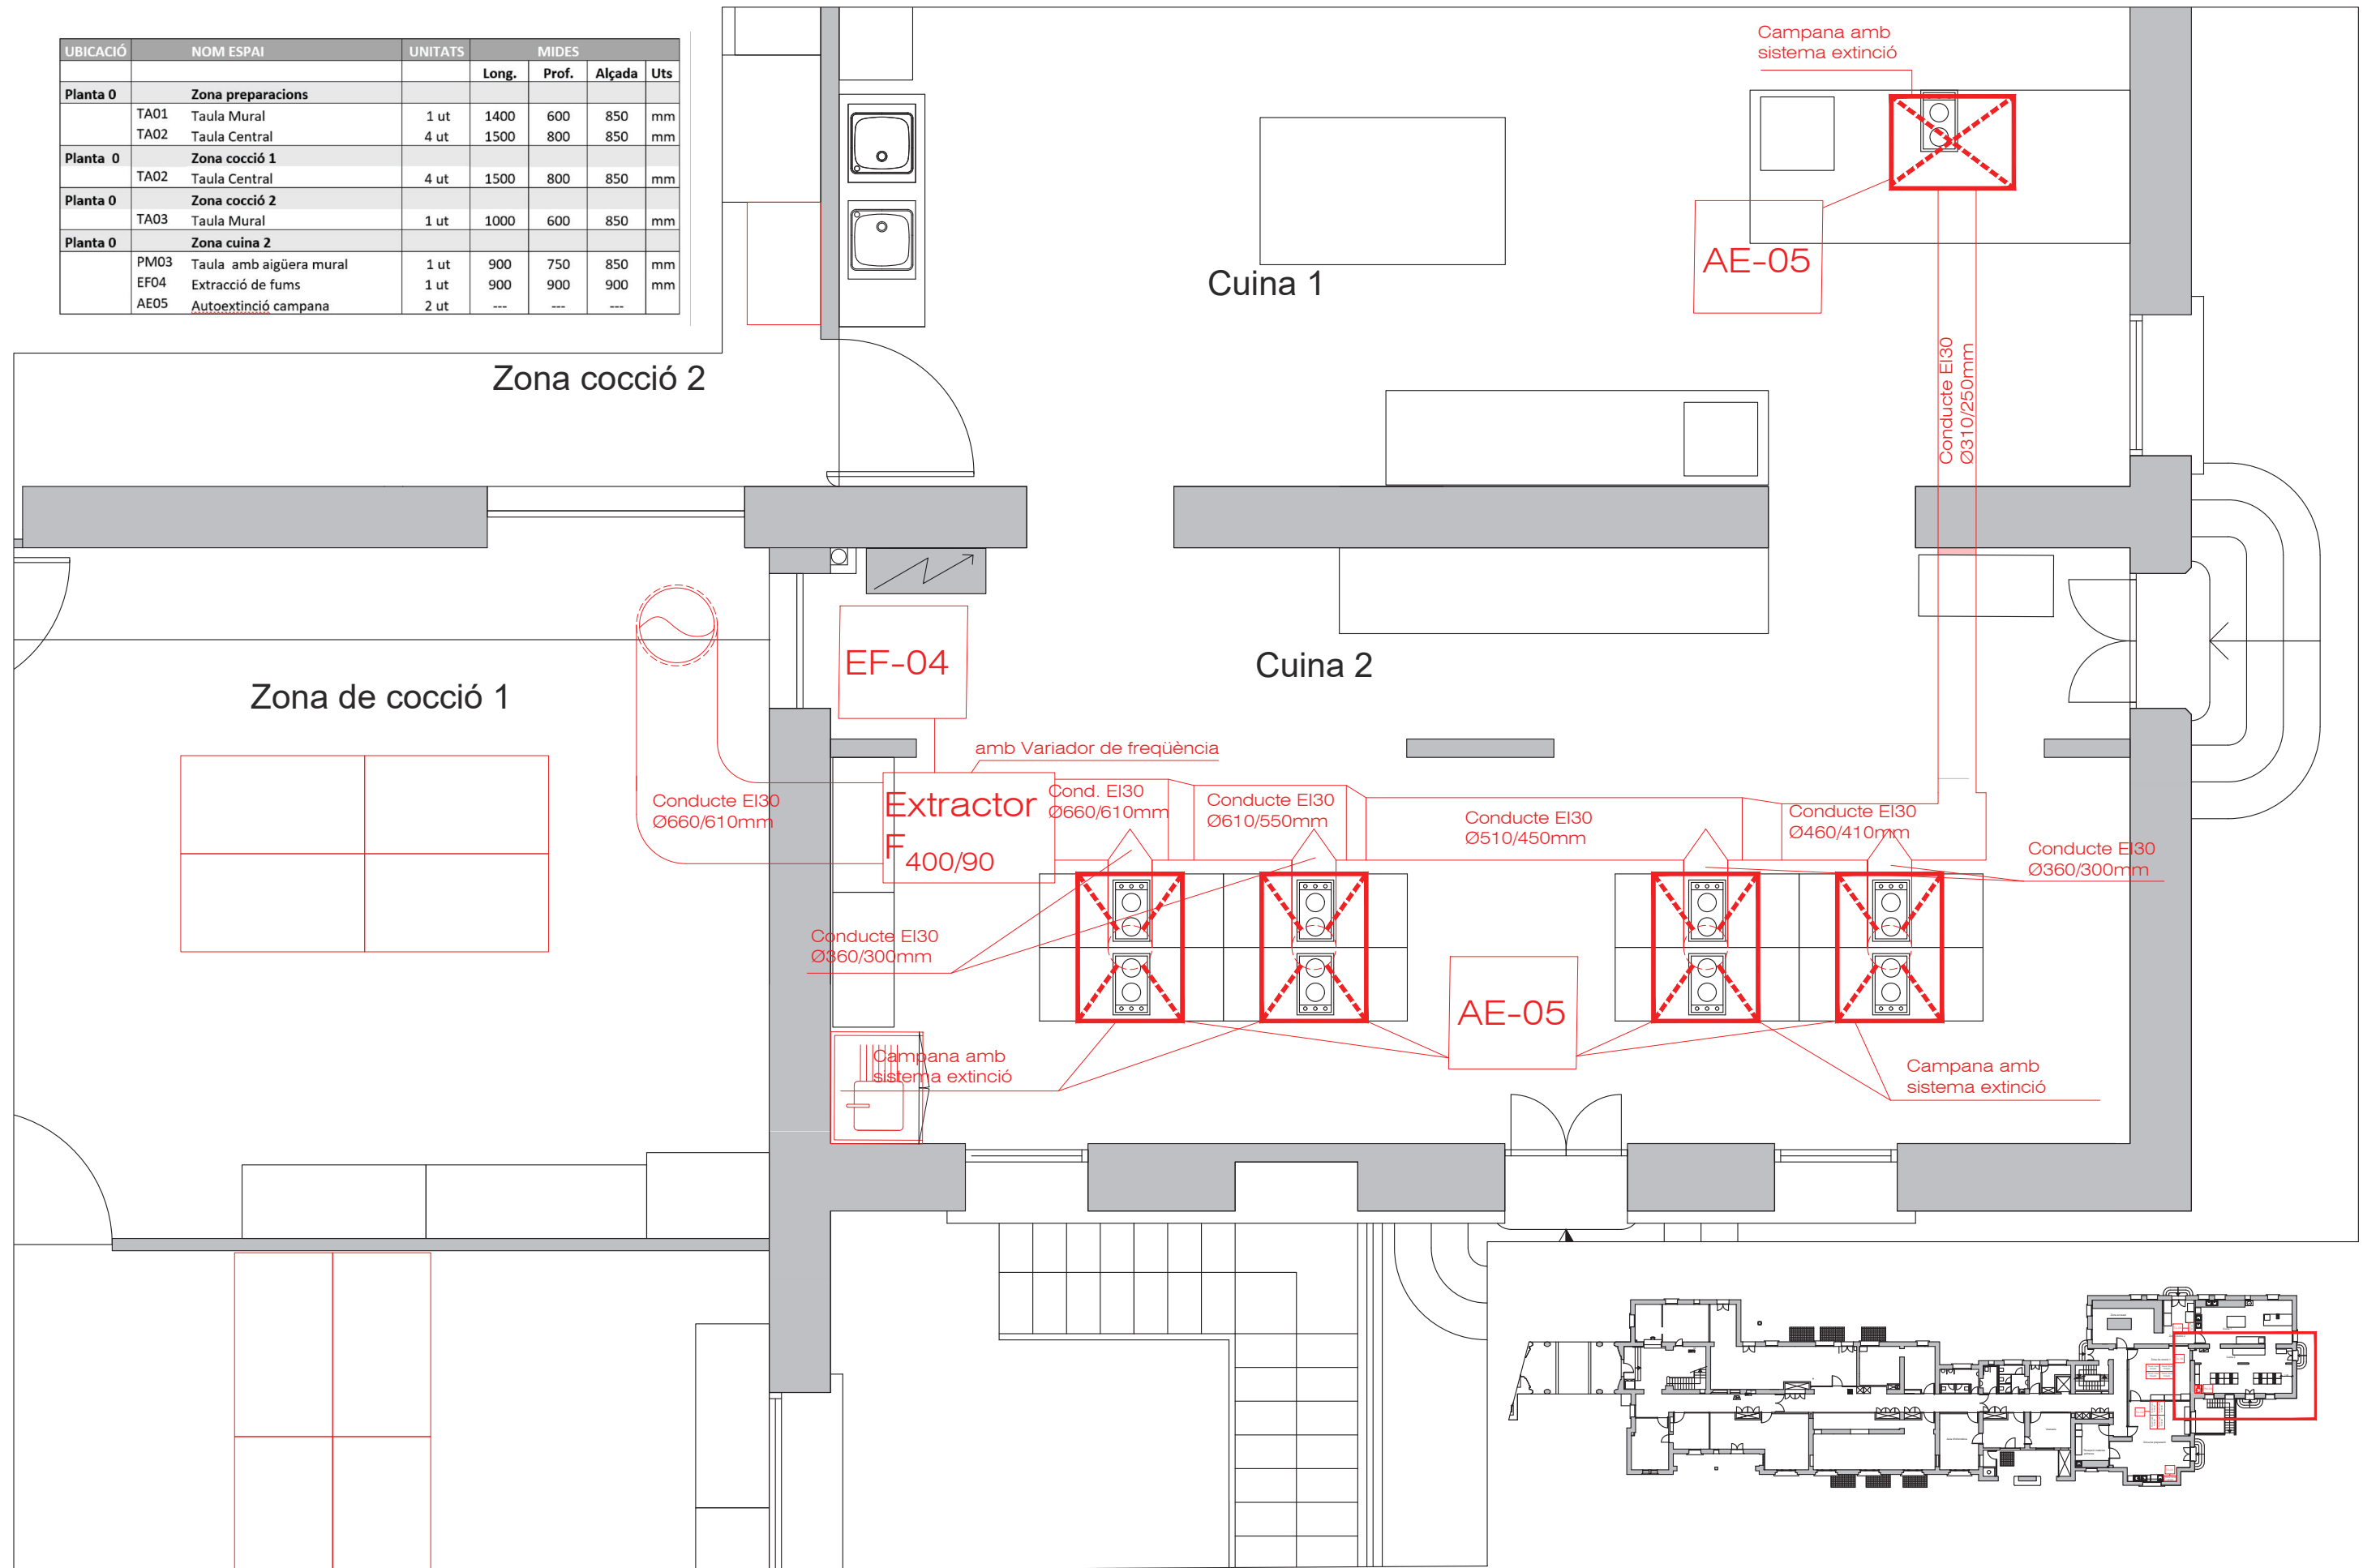 UBICACIÓ NOM ESPAI UNITATS MIDES
Long. Prof. Alçada Uts
Planta 0 Zona preparacions
TA01 Taula Mural 1 ut 1400 600 850 mm
TA02 Taula Central 4 ut 1500 800 850 mm
Planta 0 Zona cocció 1
TA02 Taula Central 4 ut 1500 800 850 mm
Planta 0 Zona cocció 2
TA03 Taula Mural 1 ut 1000 600 850 mm
Planta 0 Zona cuina 2
PM03 Taula amb aigüera mural 1 ut 900 750 850 mm
EF04 Extracció de fums 1 ut 900 900 900 mm
AE05 Autoextinció campana 2 ut --- --- ---
Campana amb
sistema extinció
AE-05
Cuina 1
Zona cocció 2
Conducte EI30
Ø310/250mm
EF-04
Cuina 2
Zona de cocció 1
amb Variador de freqüència
Conducte EI30
Ø660/610mm
Extractor
F400/90
Cond. EI30
Ø660/610mm
Conducte EI30
Ø610/550mm
Conducte EI30
Ø510/450mm
Conducte EI30
Ø460/410mm
Conducte EI30
Ø360/300mm
Conducte EI30
Ø360/300mm
AE-05
Campana amb
sistema extinció
Campana amb
sistema extinció